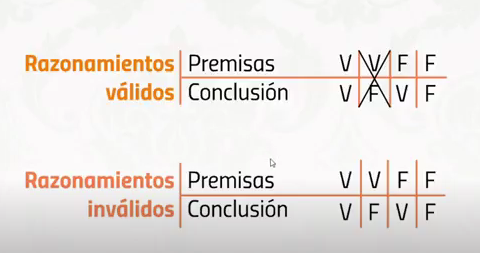 Razonamientos Premisas V V F F
válidos Conclusión V F V F
Razonamientos Premisas V V F F
inválidos Conclusión V F V F